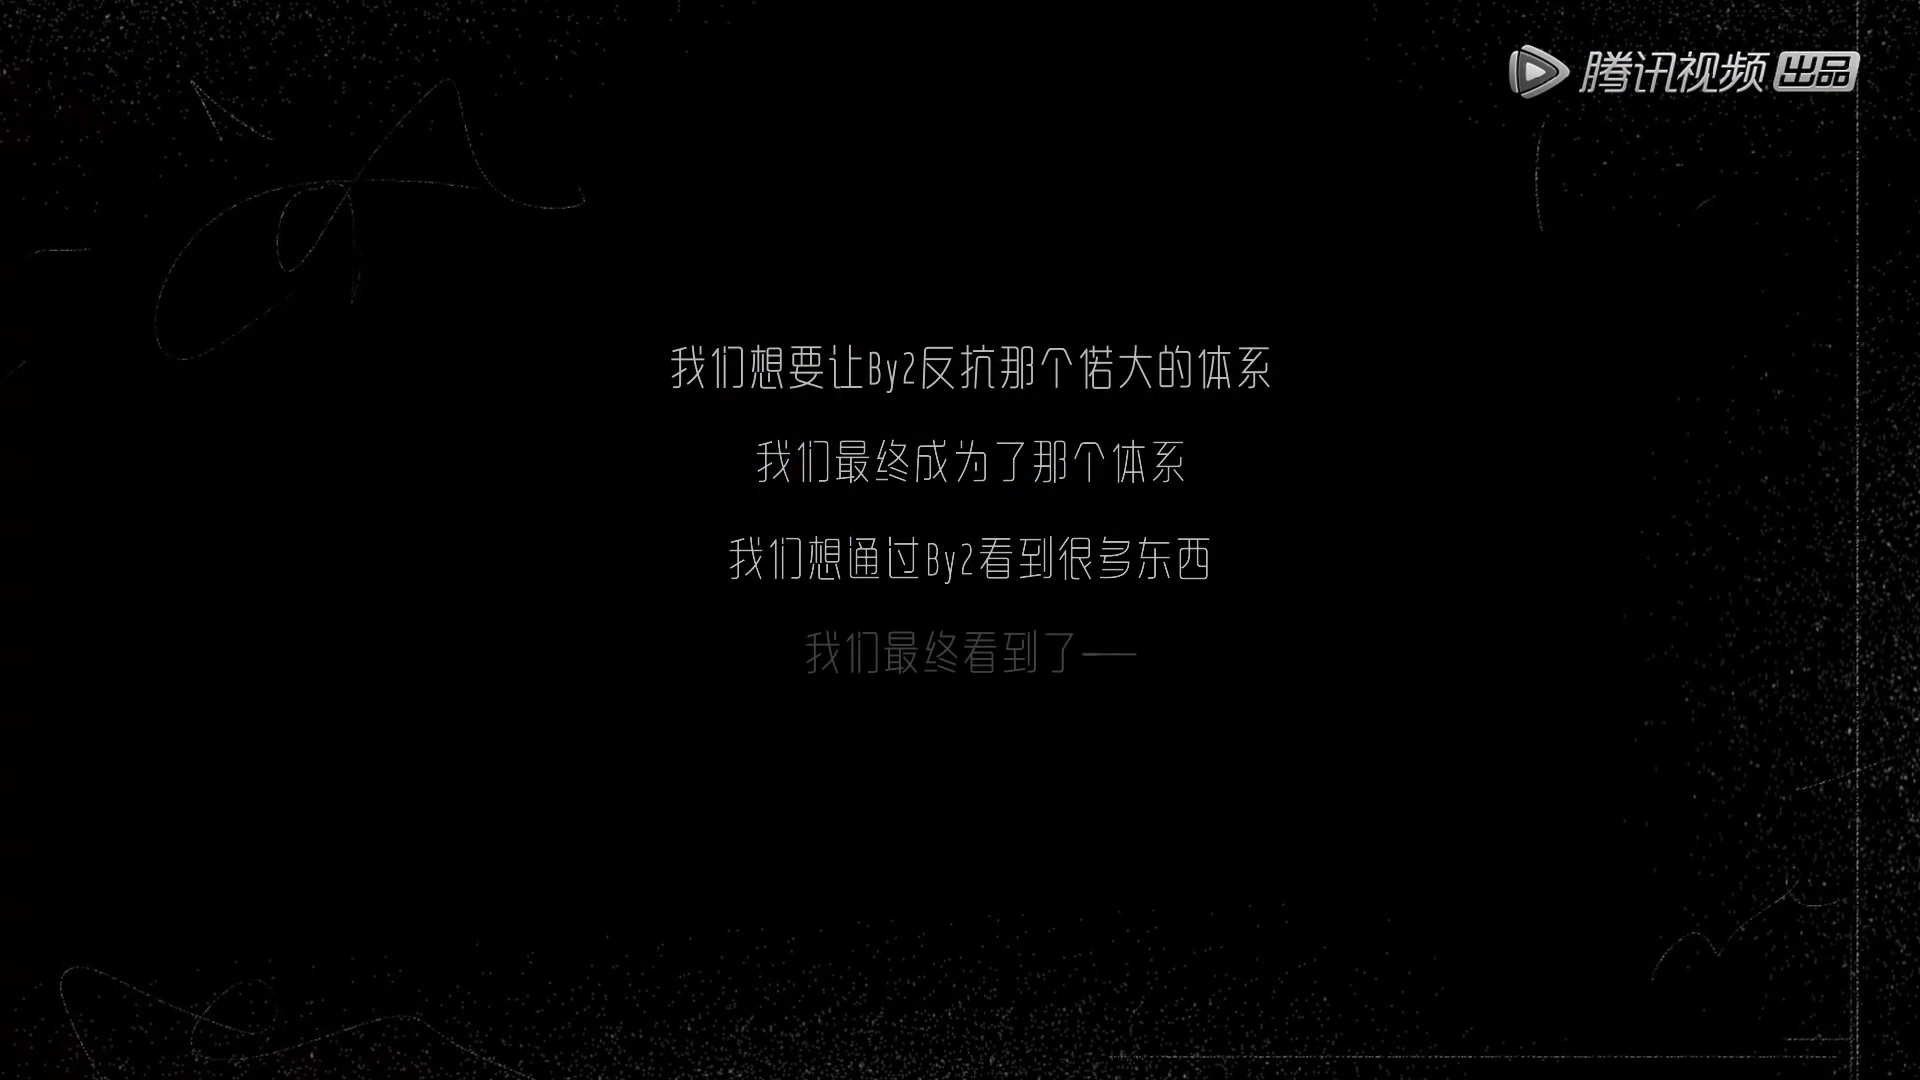 腾讯视频 出品
我们想要让By2反抗那个偌大的体系
我们最终成为了那个体系
我们想通过By2看到很多东西
我们最终看到了——